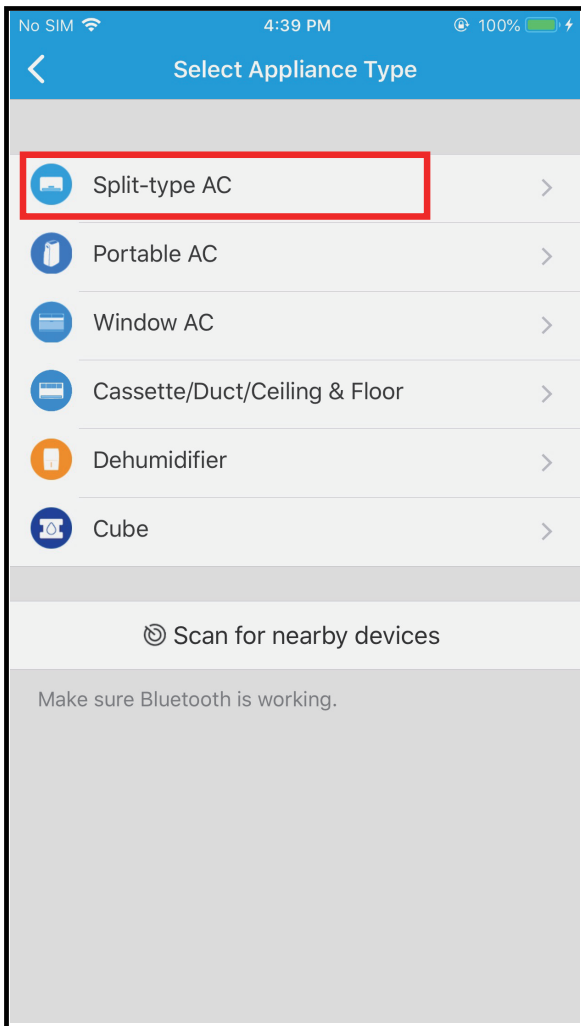 No SIM 4:39 PM 100%
Select Appliance Type
Split-type AC
Portable AC
Window AC
Cassette/Duct/Ceiling & Floor
Dehumidifier
Cube
Scan for nearby devices
Make sure Bluetooth is working.